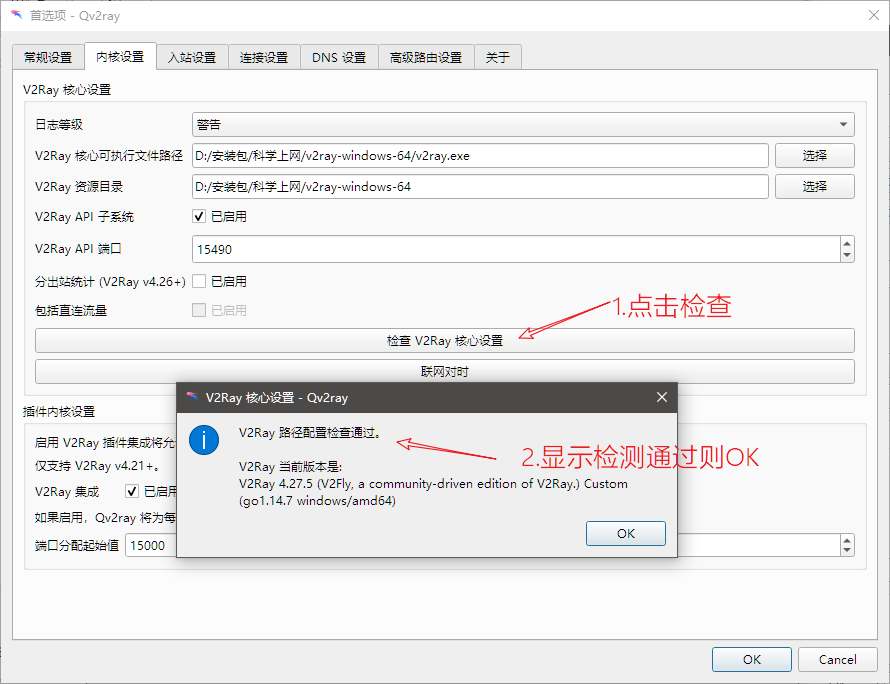 首选项 - Qv2ray
常规设置 内核设置 入站设置 连接设置 DNS 设置 高级路由设置 关于
V2Ray 核心设置
日志等级 警告
V2Ray 核心可执行文件路径 D:/安装包/科学上网/v2ray-windows-64/v2ray.exe 选择
V2Ray 资源目录 D:/安装包/科学上网/v2ray-windows-64 选择
V2Ray API 子系统 已启用
V2Ray API 端口 15490
分出站统计 (V2Ray v4.26+) 已启用
包括直连流量 已启用
1.点击检查
检查 V2Ray 核心设置
联网对时
插件内核设置
V2Ray 核心设置 - Qv2ray
启用 V2Ray 插件集成将允
V2Ray 路径配置检查通过。
2.显示检测通过则OK
仅支持 V2Ray v4.21+。
V2Ray 当前版本是:
V2Ray 4.27.5 (V2Fly, a community-driven edition of V2Ray.) Custom
(go1.14.7 windows/amd64)
V2Ray 集成 已启用
如果启用，Qv2ray 将为每
OK
端口分配起始值 15000
OK Cancel